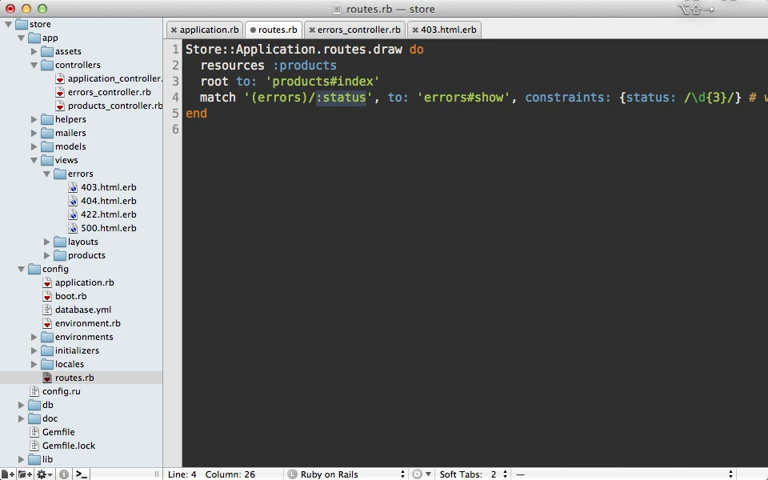 routes.rb — store
store
app
assets
controllers
application_controller.
errors_controller.rb
products_controller.rb
helpers
mailers
models
views
errors
403.html.erb
404.html.erb
422.html.erb
500.html.erb
layouts
products
config
application.rb
boot.rb
database.yml
environment.rb
environments
initializers
locales
routes.rb
config.ru
db
doc
Gemfile
Gemfile.lock
lib
application.rb
routes.rb
errors_controller.rb
403.html.erb
1 Store::Application.routes.draw do
2 resources :products
3 root to: 'products#index'
4 match '(errors)/:status', to: 'errors#show', constraints: {status: /\d{3}/} # v
5 end
6
Line: 4 Column: 26
Ruby on Rails
Soft Tabs: 2
—